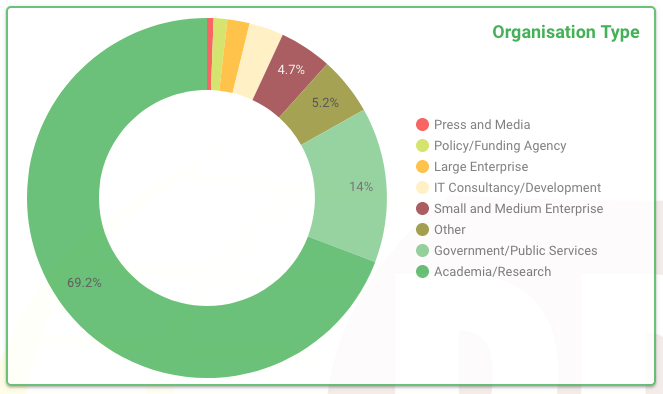 Organisation Type
4.7%
5.2%
14%
69.2%
Press and Media
Policy/Funding Agency
Large Enterprise
IT Consultancy/Development
Small and Medium Enterprise
Other
Government/Public Services
Academia/Research